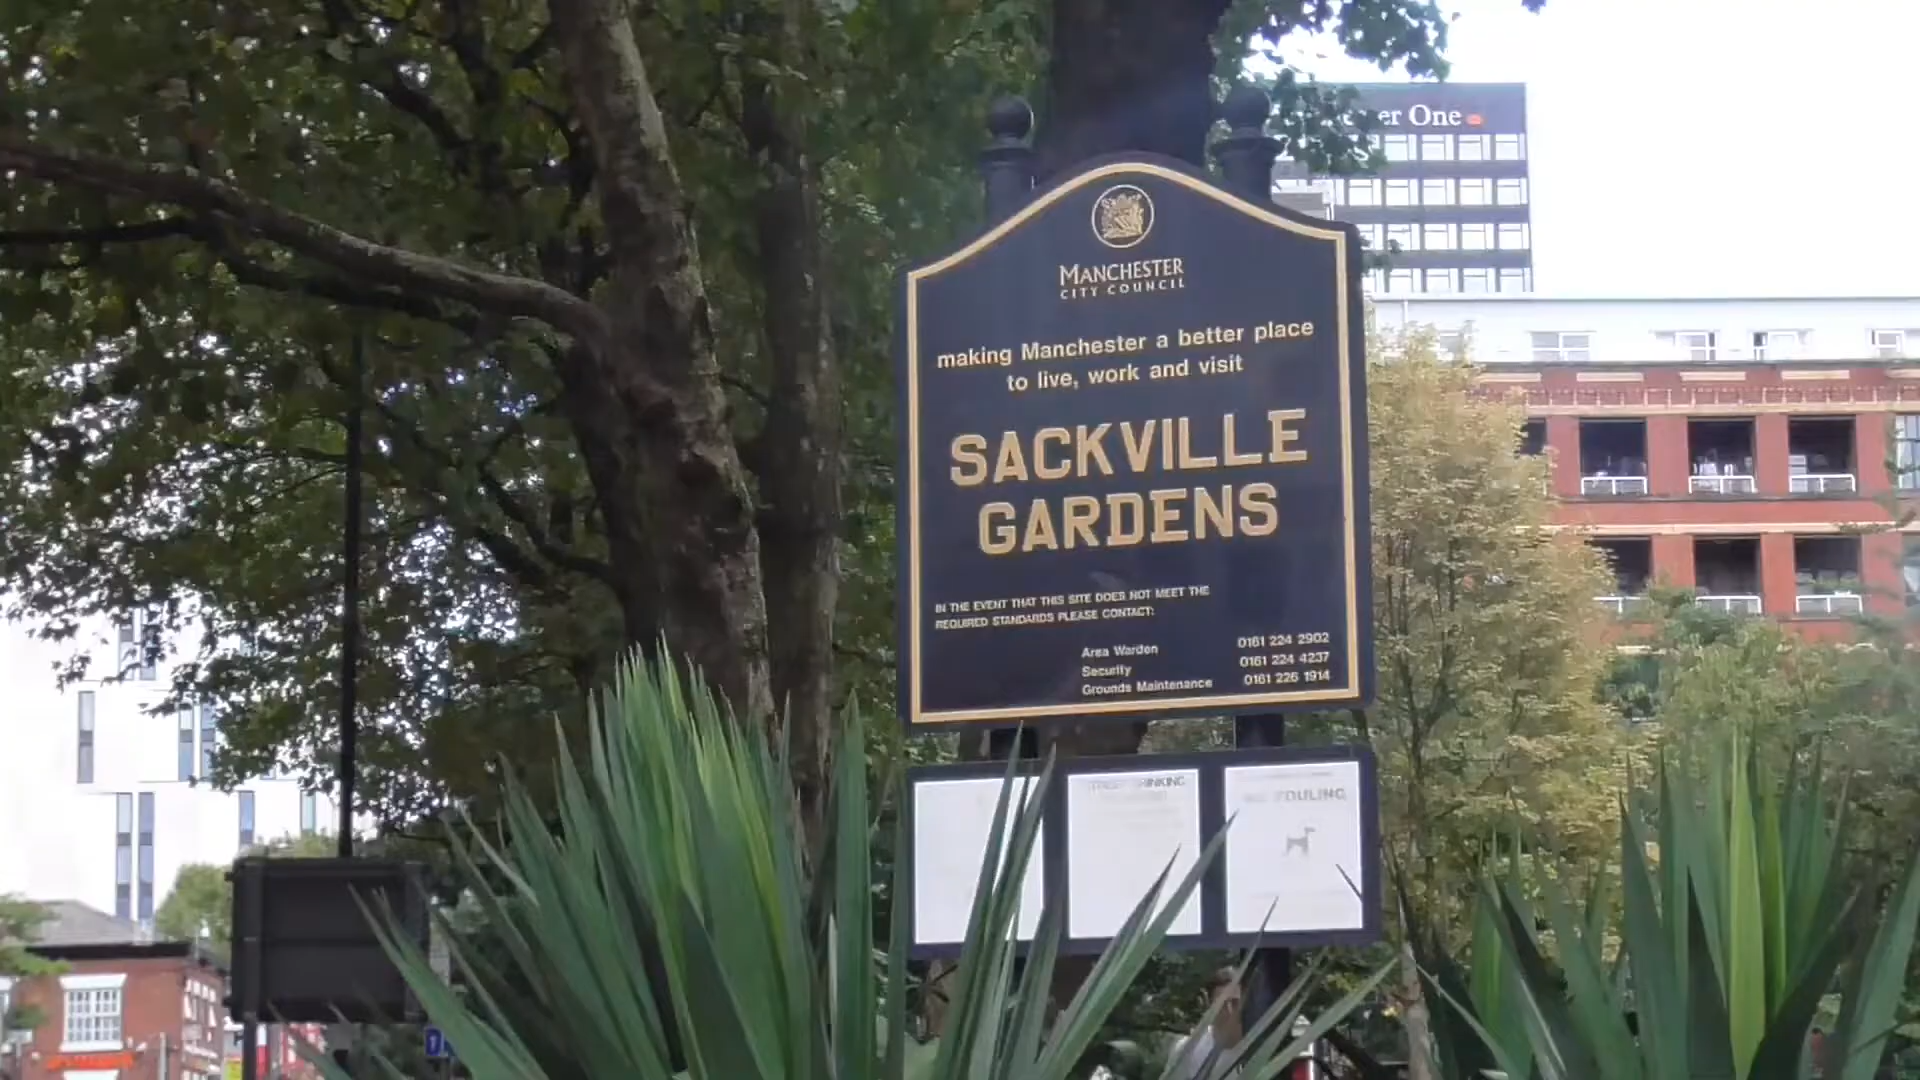 er One
MANCHESTER
CITY COUNCIL
making Manchester a better place
to live, work and visit
SACKVILLE
GARDENS
IN THE EVENT THAT THIS SITE DOES NOT MEET THE
REQUIRED STANDARDS PLEASE CONTACT:
Area Warden 0161 224 2902
Security 0161 224 4237
Grounds Maintenance 0161 226 1914
FOULING